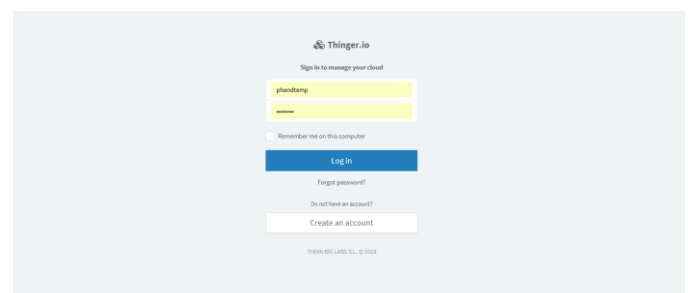 Thinger.io
Sign in to manage your cloud
phandtemp
••••••••
Remember me on this computer
Log in
Forgot password?
Do not have an account?
Create an account
THINK BIG LABS S.L. © 2018